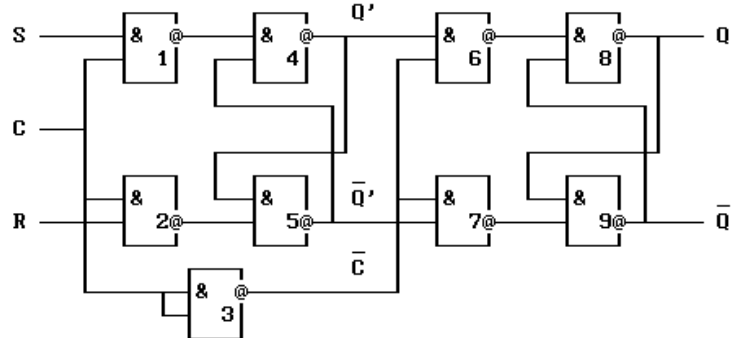 S & @ 1 & @ 4 Q' & @ 6 & @ 8 Q
C
R & 2 @ & 5 @ Q̅' & 7 @ & 9 @ Q̅
C̅
& @ 3